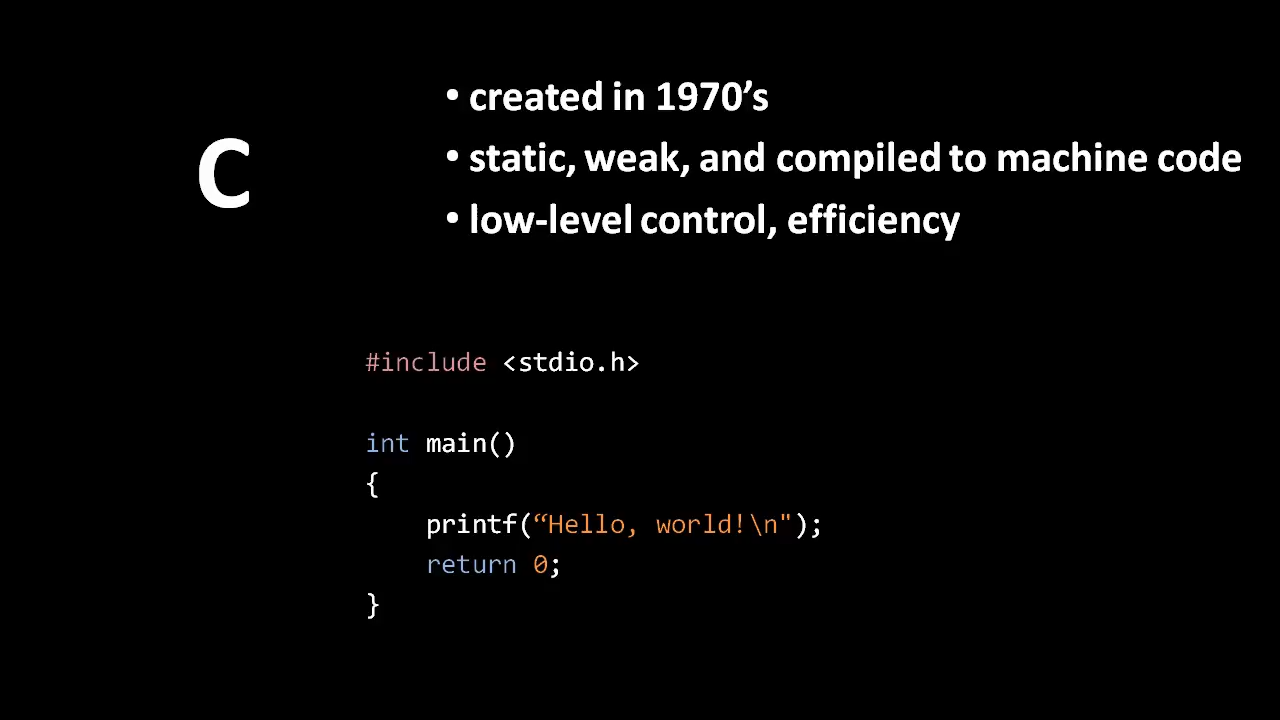 C
• created in 1970’s
• static, weak, and compiled to machine code
• low-level control, efficiency
#include <stdio.h>
int main()
{
    printf(“Hello, world!\n");
    return 0;
}